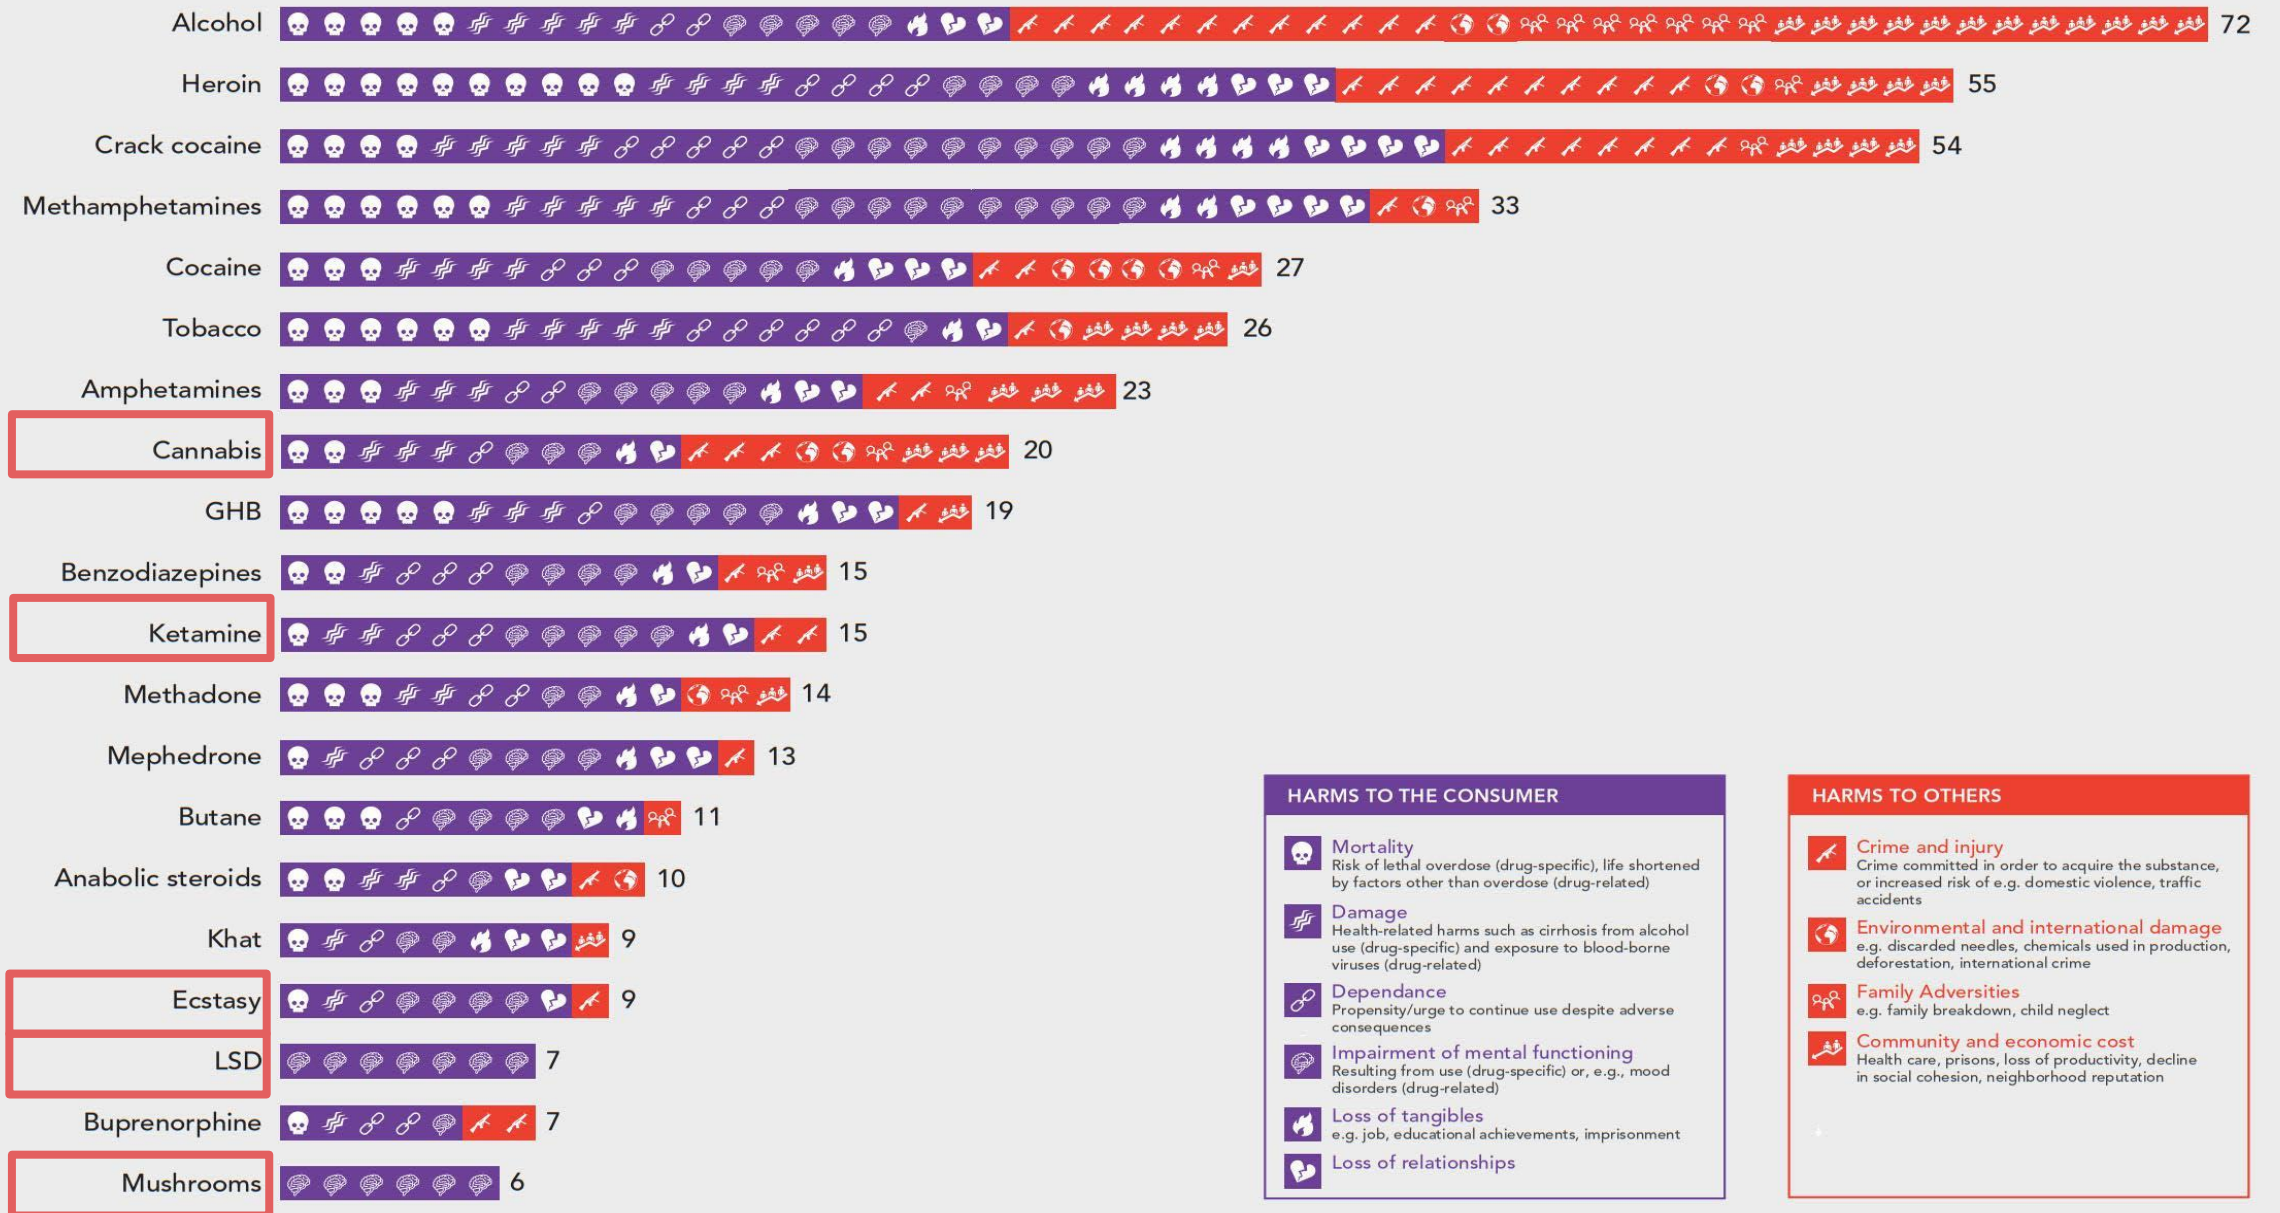 Alcohol 72
Heroin 55
Crack cocaine 54
Methamphetamines 33
Cocaine 27
Tobacco 26
Amphetamines 23
Cannabis 20
GHB 19
Benzodiazepines 15
Ketamine 15
Methadone 14
Mephedrone 13
Butane 11
Anabolic steroids 10
Khat 9
Ecstasy 9
LSD 7
Buprenorphine 7
Mushrooms 6
HARMS TO THE CONSUMER
Mortality
Risk of lethal overdose (drug-specific), life shortened
by factors other than overdose (drug-related)
Damage
Health-related harms such as cirrhosis from alcohol
use (drug-specific) and exposure to blood-borne
viruses (drug-related)
Dependance
Propensity/urge to continue use despite adverse
consequences
Impairment of mental functioning
Resulting from use (drug-specific) or, e.g., mood
disorders (drug-related)
Loss of tangibles
e.g. job, educational achievements, imprisonment
Loss of relationships
HARMS TO OTHERS
Crime and injury
Crime committed in order to acquire the substance,
or increased risk of e.g. domestic violence, traffic
accidents
Environmental and international damage
e.g. discarded needles, chemicals used in production,
deforestation, international crime
Family Adversities
e.g. family breakdown, child neglect
Community and economic cost
Health care, prisons, loss of productivity, decline
in social cohesion, neighborhood reputation